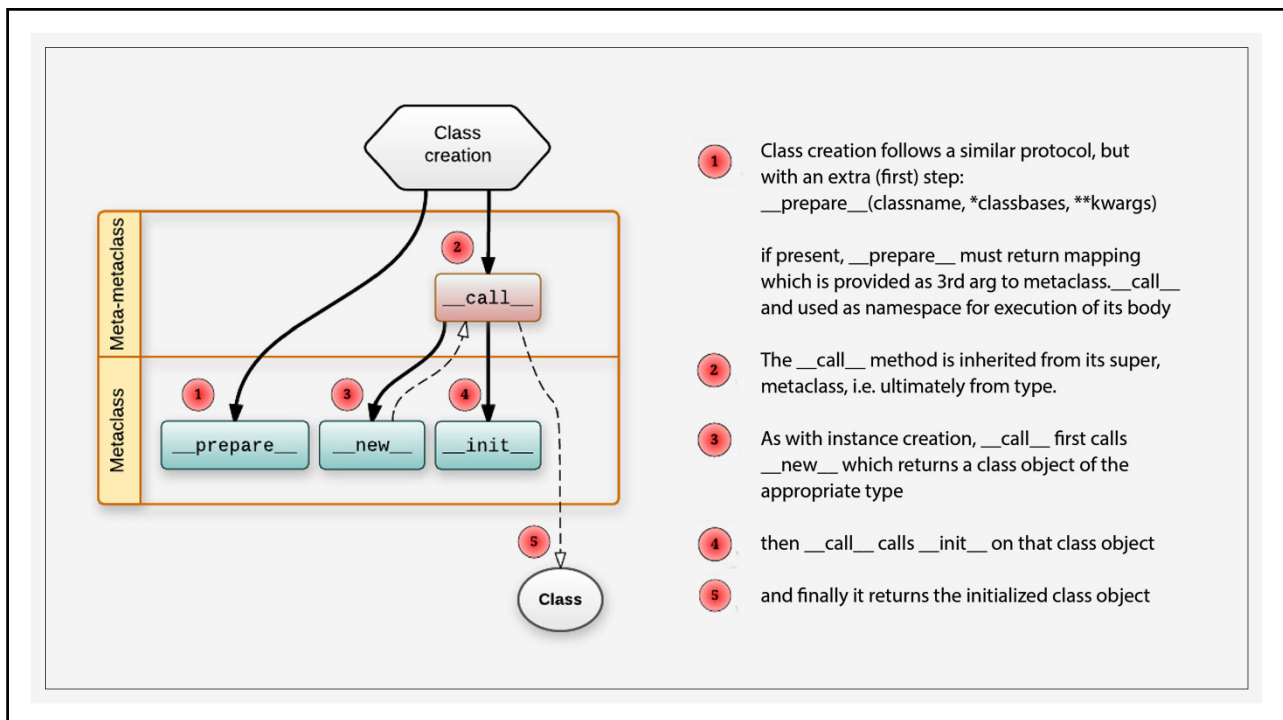 Class
creation
Meta-metaclass
2
__call__
Metaclass
1
3
4
__prepare__
__new__
__init__
5
Class
1
Class creation follows a similar protocol, but
with an extra (first) step:
__prepare__(classname, *classbases, **kwargs)
if present, __prepare__ must return mapping
which is provided as 3rd arg to metaclass.__call__
and used as namespace for execution of its body
2
The __call__ method is inherited from its super,
metaclass, i.e. ultimately from type.
3
As with instance creation, __call__ first calls
__new__ which returns a class object of the
appropriate type
4
then __call__ calls __init__ on that class object
5
and finally it returns the initialized class object